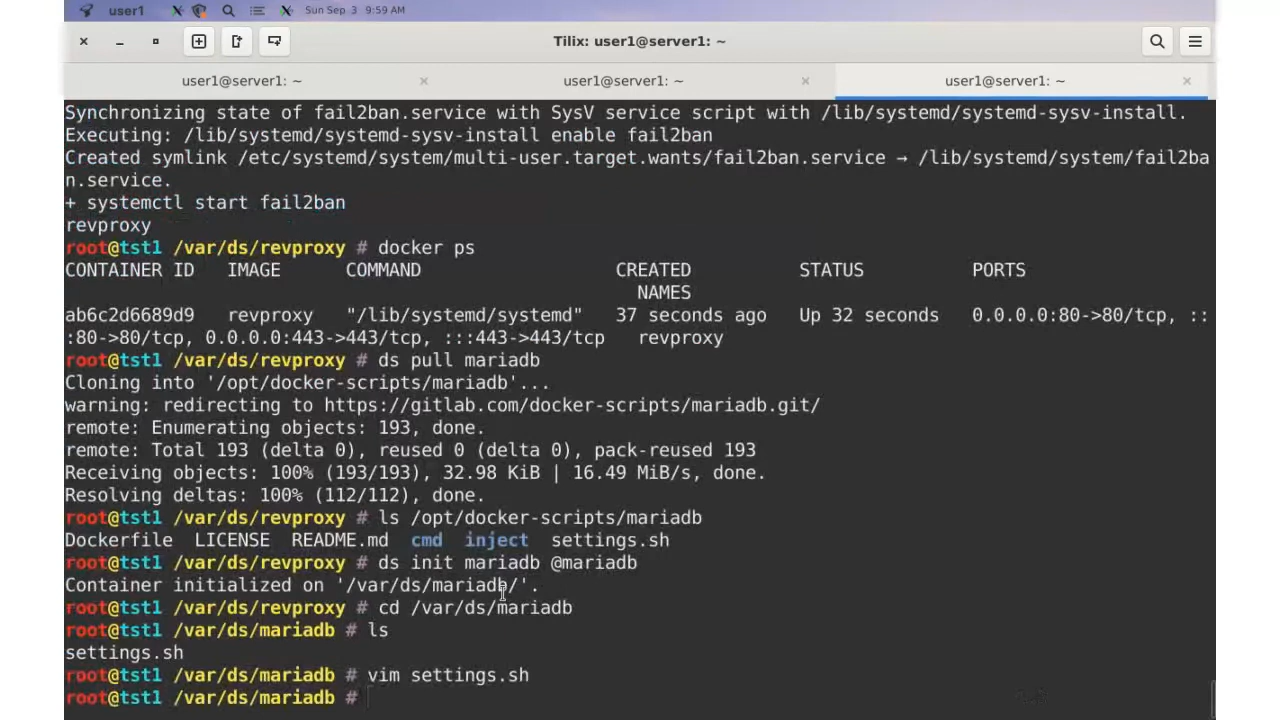 user1 Sun Sep 3 9:59 AM
Tilix: user1@server1: ~
user1@server1: ~ user1@server1: ~ user1@server1: ~
Synchronizing state of fail2ban.service with SysV service script with /lib/systemd/systemd-sysv-install.
Executing: /lib/systemd/systemd-sysv-install enable fail2ban
Created symlink /etc/systemd/system/multi-user.target.wants/fail2ban.service → /lib/systemd/system/fail2ba
n.service.
+ systemctl start fail2ban
revproxy
root@tst1 /var/ds/revproxy # docker ps
CONTAINER ID IMAGE COMMAND CREATED STATUS PORTS
NAMES
ab6c2d6689d9 revproxy "/lib/systemd/systemd" 37 seconds ago Up 32 seconds 0.0.0.0:80->80/tcp, ::
:80->80/tcp, 0.0.0.0:443->443/tcp, :::443->443/tcp revproxy
root@tst1 /var/ds/revproxy # ds pull mariadb
Cloning into '/opt/docker-scripts/mariadb'...
warning: redirecting to https://gitlab.com/docker-scripts/mariadb.git/
remote: Enumerating objects: 193, done.
remote: Total 193 (delta 0), reused 0 (delta 0), pack-reused 193
Receiving objects: 100% (193/193), 32.98 KiB | 16.49 MiB/s, done.
Resolving deltas: 100% (112/112), done.
root@tst1 /var/ds/revproxy # ls /opt/docker-scripts/mariadb
Dockerfile LICENSE README.md cmd inject settings.sh
root@tst1 /var/ds/revproxy # ds init mariadb @mariadb
Container initialized on '/var/ds/mariadb/'.
root@tst1 /var/ds/revproxy # cd /var/ds/mariadb
root@tst1 /var/ds/mariadb # ls
settings.sh
root@tst1 /var/ds/mariadb # vim settings.sh
root@tst1 /var/ds/mariadb #